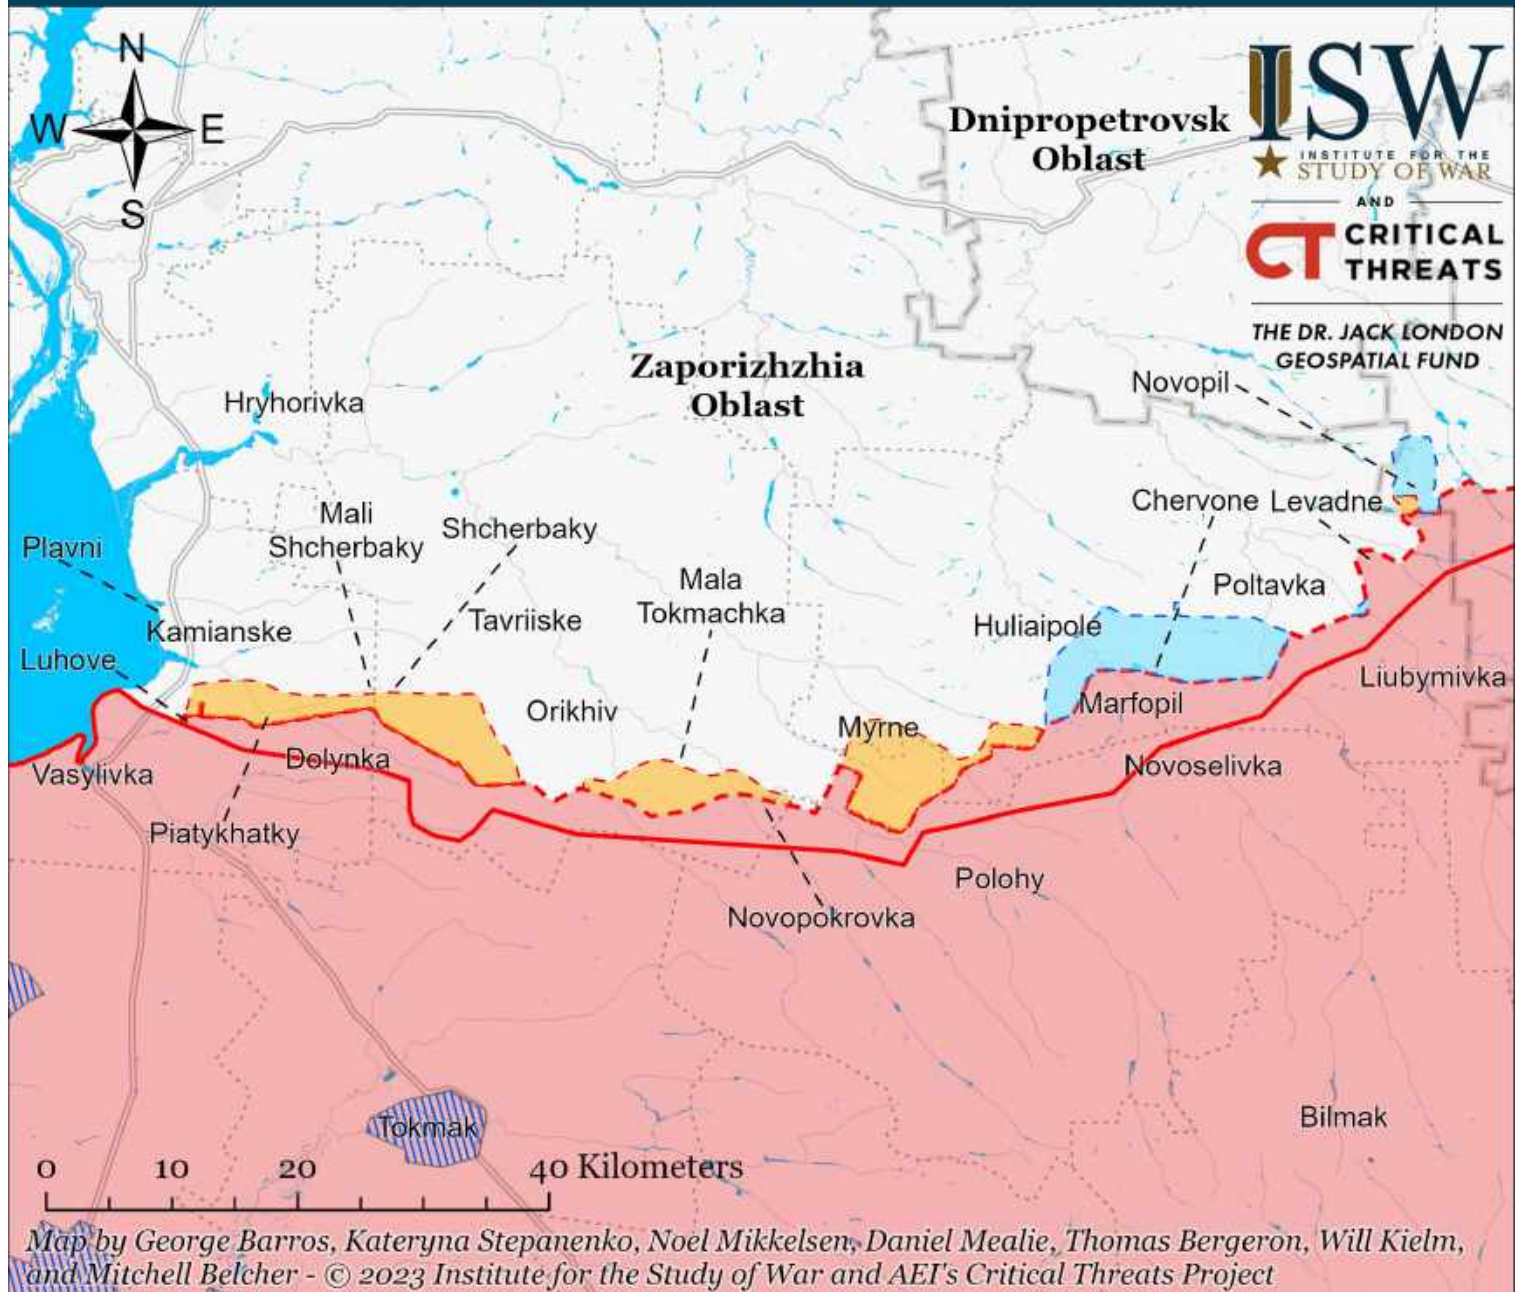 N
W E
S
Dnipropetrovsk
Oblast
ISW
INSTITUTE FOR THE
STUDY OF WAR
AND
CT CRITICAL
THREATS
THE DR. JACK LONDON
GEOSPATIAL FUND
Zaporizhzhia
Oblast
Novopil
Hryhorivka
Mali
Shcherbaky
Shcherbaky
Chervone
Levadne
Plavni
Mala
Tokmachka
Poltavka
Kamianske
Tavriiske
Huliaipole
Luhove
Liubymivka
Orikhiv
Marfopil
Myrne
Vasylivka
Dolynka
Novoselivka
Piatykhatky
Polohy
Novopokrovka
Tokmak
Bilmak
0 10 20 40 Kilometers
Map by George Barros, Kateryna Stepanenko, Noel Mikkelsen, Daniel Mealie, Thomas Bergeron, Will Kielm,
and Mitchell Belcher - © 2023 Institute for the Study of War and AEI's Critical Threats Project